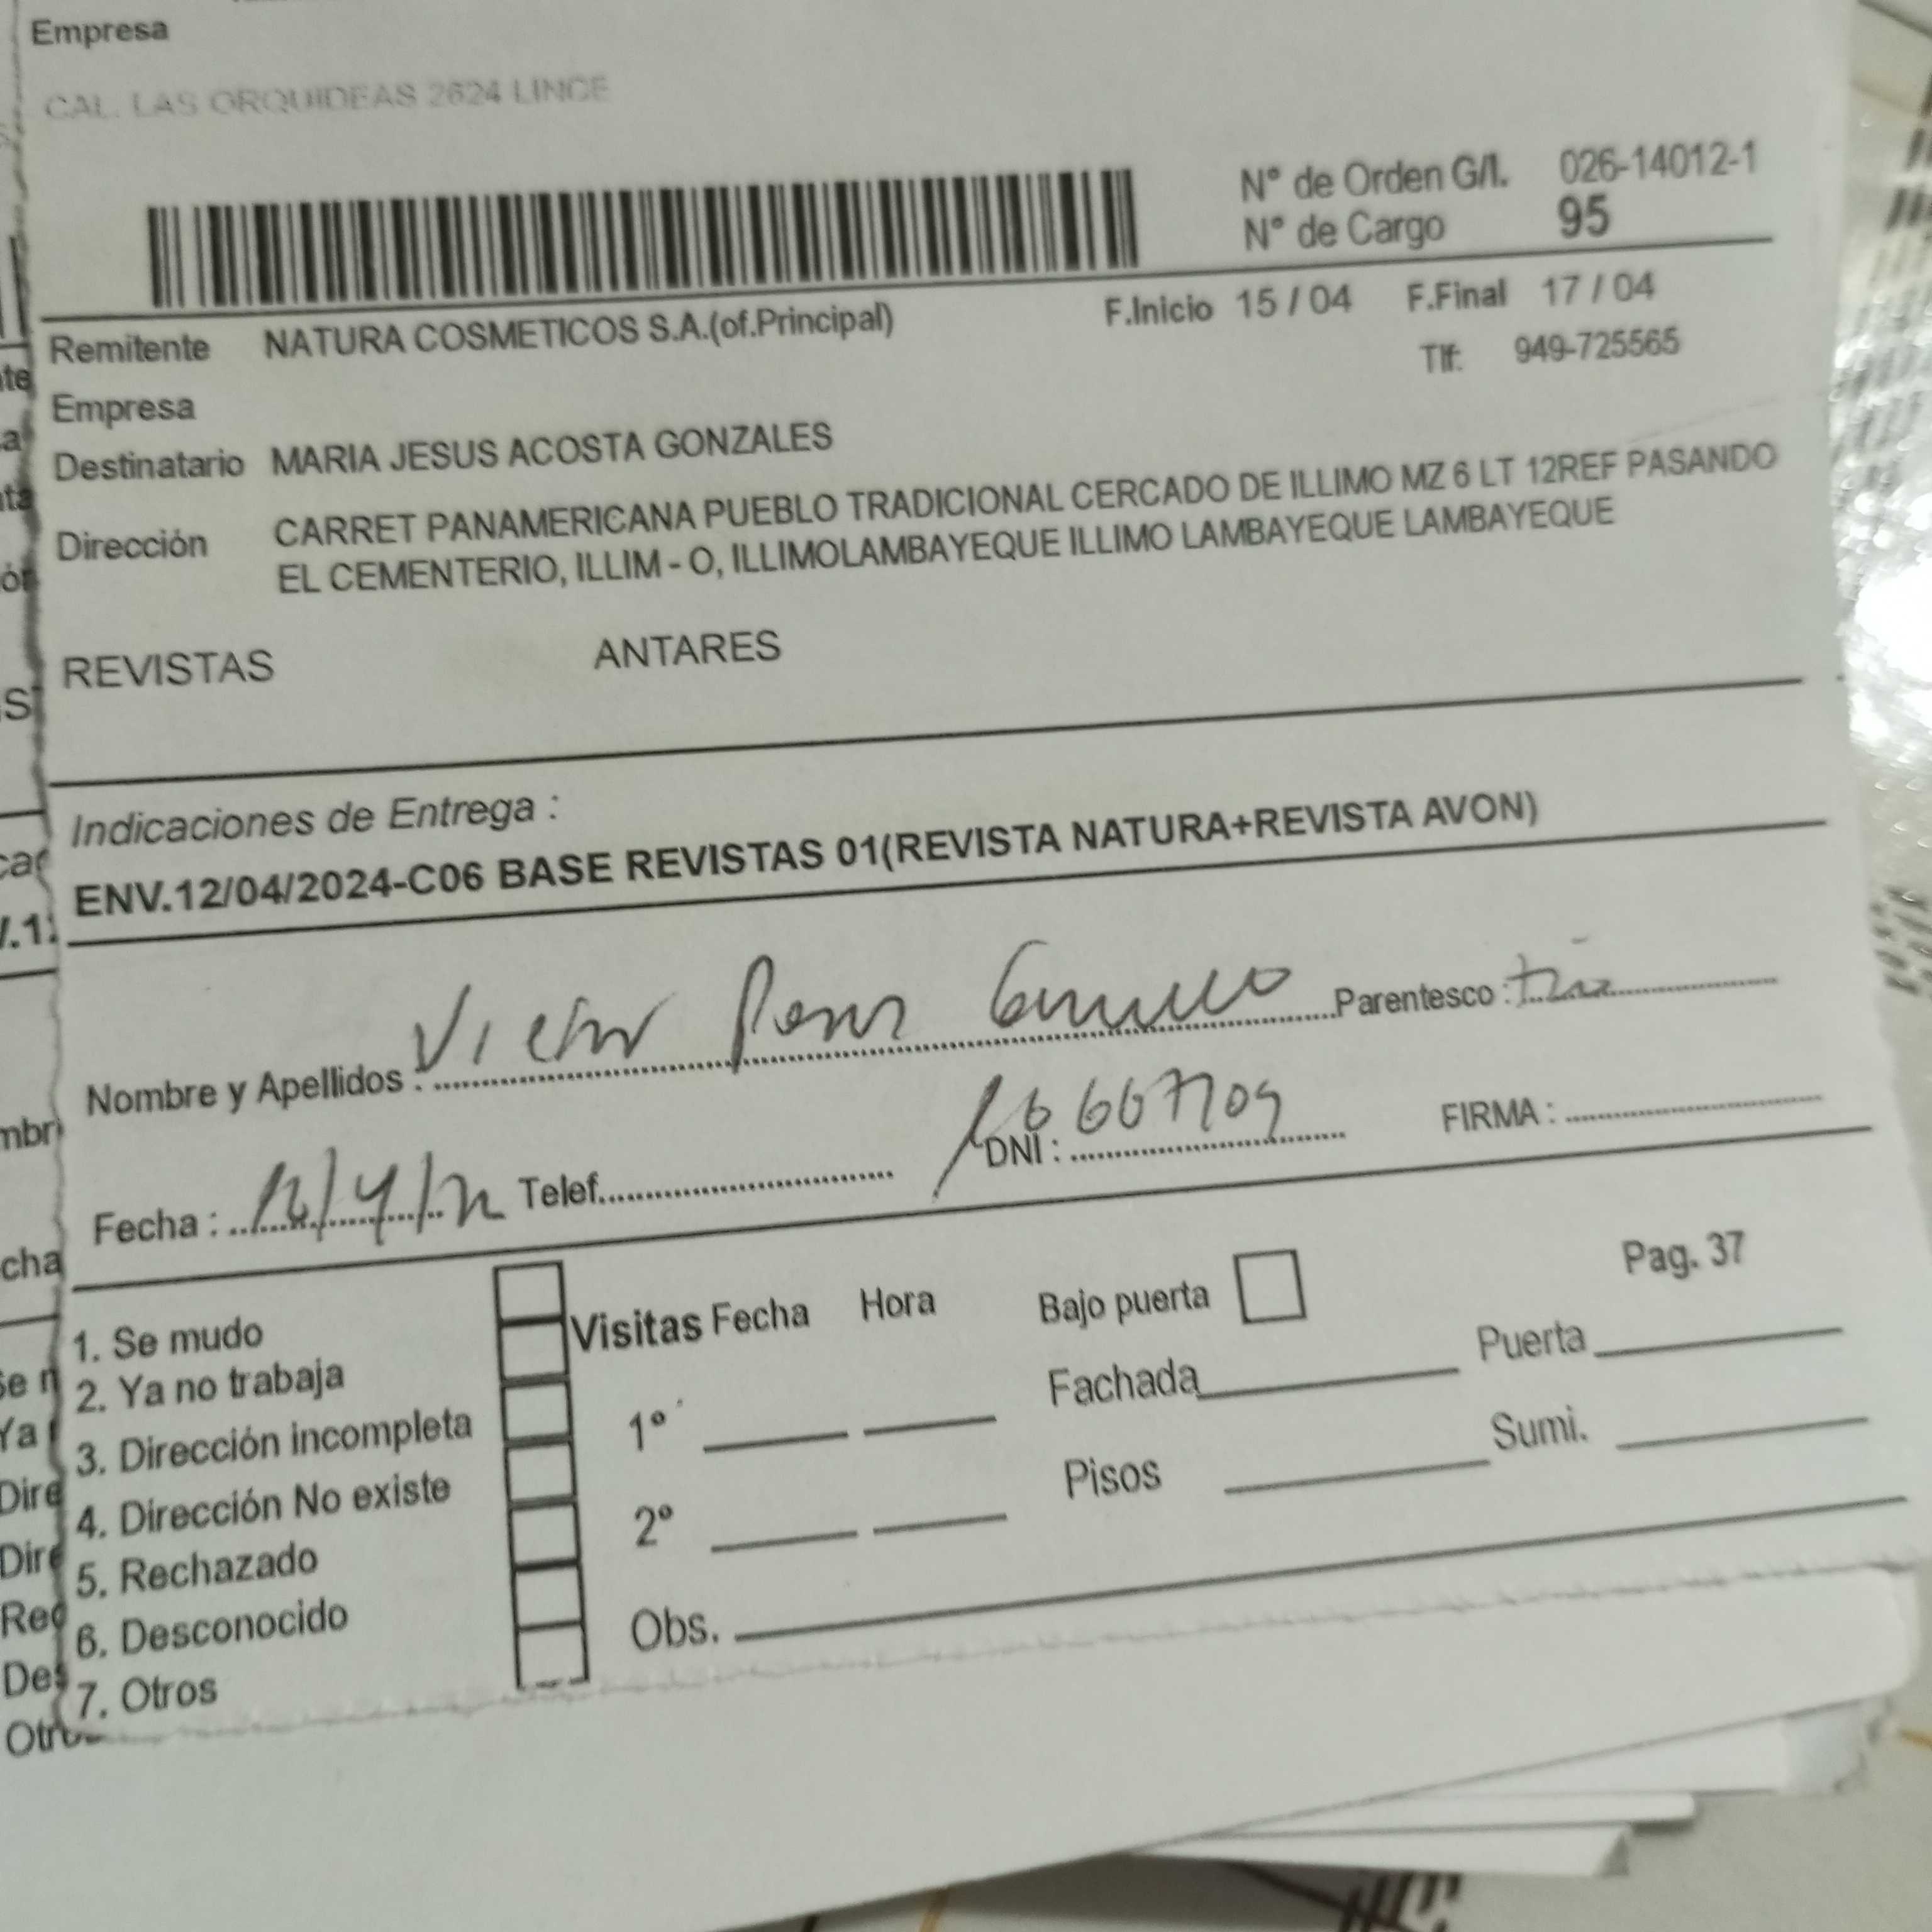 Empresa
CAL. LAS ORQUIDEAS 2624 LINCE
N° de Orden G/I. 026-14012-1
N° de Cargo 95
Remitente NATURA COSMETICOS S.A.(of.Principal) F.Inicio 15 / 04 F.Final 17 / 04
Tlf: 949-725565
Empresa
Destinatario MARIA JESUS ACOSTA GONZALES
Dirección CARRET PANAMERICANA PUEBLO TRADICIONAL CERCADO DE ILLIMO MZ 6 LT 12REF PASANDO
EL CEMENTERIO, ILLIM - O, ILLIMOLAMBAYEQUE ILLIMO LAMBAYEQUE LAMBAYEQUE
REVISTAS ANTARES
Indicaciones de Entrega :
ENV.12/04/2024-C06 BASE REVISTAS 01(REVISTA NATURA+REVISTA AVON)
Nombre y Apellidos : Victor Parentesco :
Fecha : Telef. DNI : 16667709 FIRMA :
Pag. 37
1. Se mudo
2. Ya no trabaja
3. Dirección incompleta
4. Dirección No existe
5. Rechazado
6. Desconocido
7. Otros
Visitas Fecha Hora
1°
2°
Obs.
Bajo puerta
Fachada Puerta
Pisos Sumi.